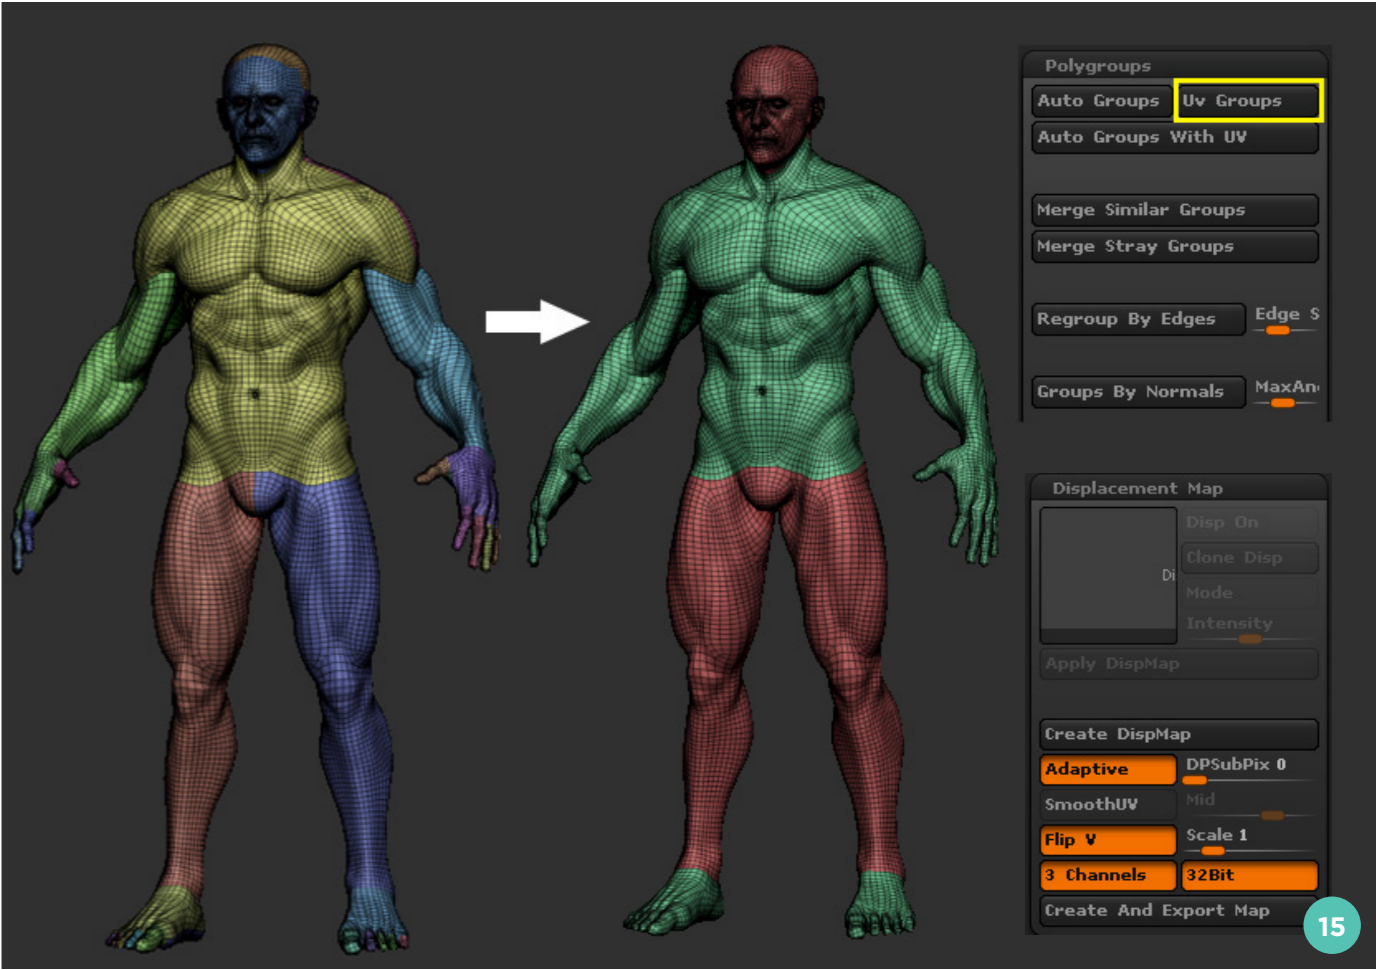 Polygroups
Auto Groups
Uv Groups
Auto Groups With UV
Merge Similar Groups
Merge Stray Groups
Regroup By Edges
Edge S
Groups By Normals
MaxAn
Displacement Map
Disp On
Di
Clone Disp
Mode
Intensity
Apply DispMap
Create DispMap
Adaptive
DPSubPix 0
SmoothUV
Mid
Flip V
Scale 1
3 Channels
32Bit
Create And Export Map
15